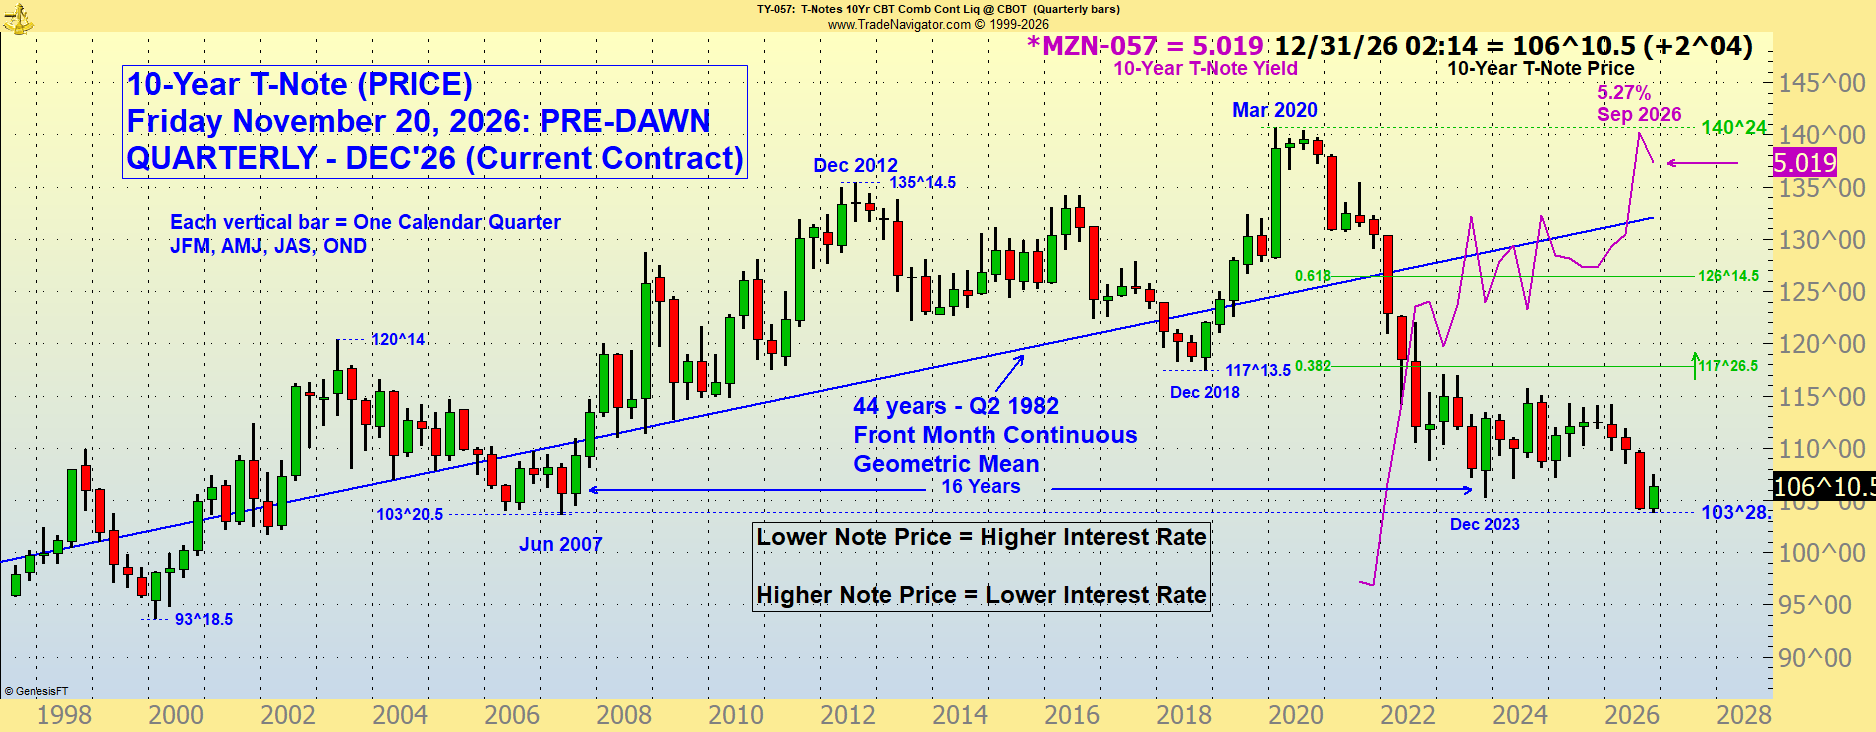 TY-057: T-Notes 10Yr CBT Comb Cont Liq @ CBOT (Quarterly bars)
www.TradeNavigator.com © 1999-2026
*MZN-057 = 5.019 12/31/26 02:14 = 106^10.5 (+2^04)
10-Year T-Note Yield
10-Year T-Note Price
10-Year T-Note (PRICE)
Friday November 20, 2026: PRE-DAWN
QUARTERLY - DEC'26 (Current Contract)
Each vertical bar = One Calendar Quarter
JFM, AMJ, JAS, OND
5.27%
Sep 2026
Mar 2020
140^24
Dec 2012
135^14.5
5.019
0.618
126^14.5
120^14
117^13.5
0.382
117^26.5
Dec 2018
44 years - Q2 1982
Front Month Continuous
Geometric Mean
16 Years
103^20.5
Jun 2007
Dec 2023
103^28.
106^10.5
Lower Note Price = Higher Interest Rate
Higher Note Price = Lower Interest Rate
93^18.5
145^00
140^00
135^00
130^00
125^00
120^00
115^00
110^00
105^00
100^00
95^00
90^00
© GenesisFT
1998 2000 2002 2004 2006 2008 2010 2012 2014 2016 2018 2020 2022 2024 2026 2028